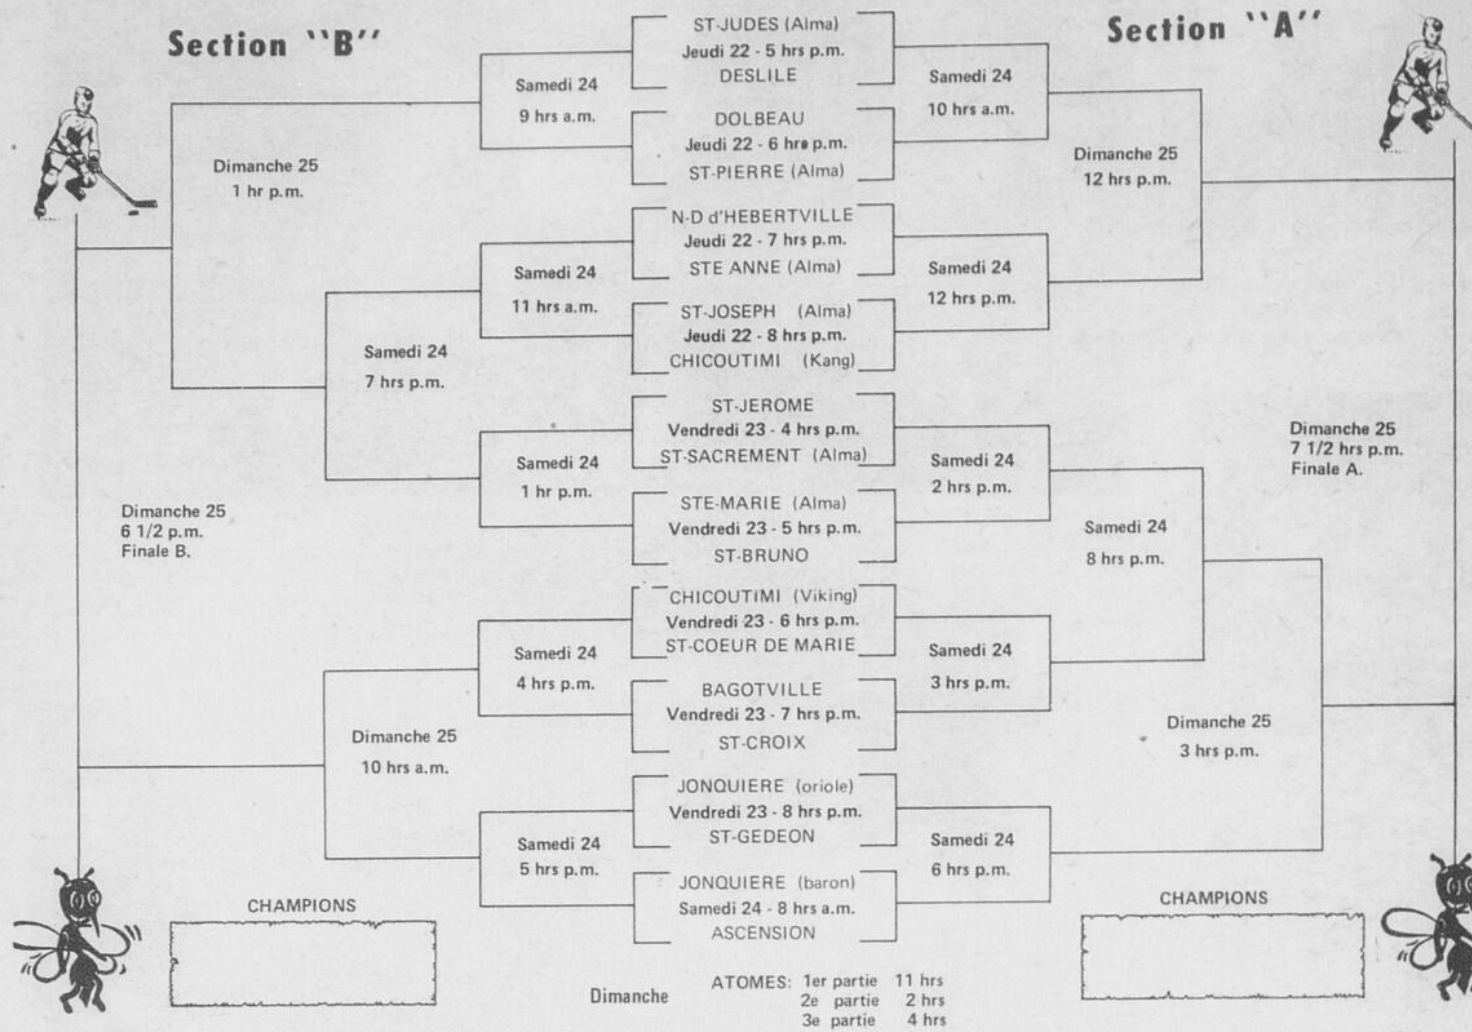 Section "B"
Section "A"
ST-JUDES (Alma)
Jeudi 22 - 5 hrs p.m.
DESLILE
DOLBEAU
Jeudi 22 - 6 hrs p.m.
ST-PIERRE (Alma)
N-D d'HEBERTVILLE
Jeudi 22 - 7 hrs p.m.
STE ANNE (Alma)
ST-JOSEPH (Alma)
Jeudi 22 - 8 hrs p.m.
CHICOUTIMI (Kang)
ST-JEROME
Vendredi 23 - 4 hrs p.m.
ST-SACREMENT (Alma)
STE-MARIE (Alma)
Vendredi 23 - 5 hrs p.m.
ST-BRUNO
CHICOUTIMI (Viking)
Vendredi 23 - 6 hrs p.m.
ST-COEUR DE MARIE
BAGOTVILLE
Vendredi 23 - 7 hrs p.m.
ST-CROIX
JONQUIERE (oriole)
Vendredi 23 - 8 hrs p.m.
ST-GEDEON
JONQUIERE (baron)
Samedi 24 - 8 hrs a.m.
ASCENSION
Samedi 24
9 hrs a.m.
Samedi 24
11 hrs a.m.
Samedi 24
1 hr p.m.
Samedi 24
4 hrs p.m.
Samedi 24
5 hrs p.m.
Dimanche 25
1 hr p.m.
Samedi 24
7 hrs p.m.
Dimanche 25
10 hrs a.m.
Dimanche 25
6 1/2 p.m.
Finale B.
CHAMPIONS
Samedi 24
10 hrs a.m.
Samedi 24
12 hrs p.m.
Samedi 24
2 hrs p.m.
Samedi 24
3 hrs p.m.
Samedi 24
6 hrs p.m.
Dimanche 25
12 hrs p.m.
Samedi 24
8 hrs p.m.
Dimanche 25
3 hrs p.m.
Dimanche 25
7 1/2 hrs p.m.
Finale A.
CHAMPIONS
Dimanche
ATOMES: 1er partie 11 hrs
2e partie 2 hrs
3e partie 4 hrs